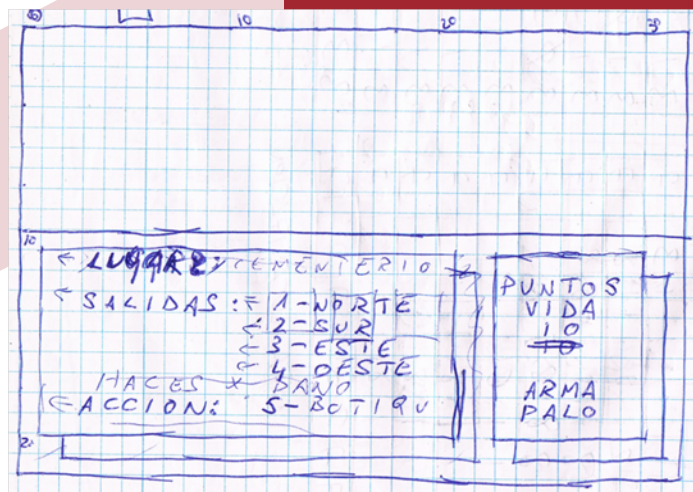 0 10 20 30
10
LUGAR: CEMENTERIO
SALIDAS: 1-NORTE
2-SUR
3-ESTE
4-OESTE
HACES X DAÑO
ACCION: 5-BOTIQU
PUNTOS
VIDA
10
10
ARMA
PALO